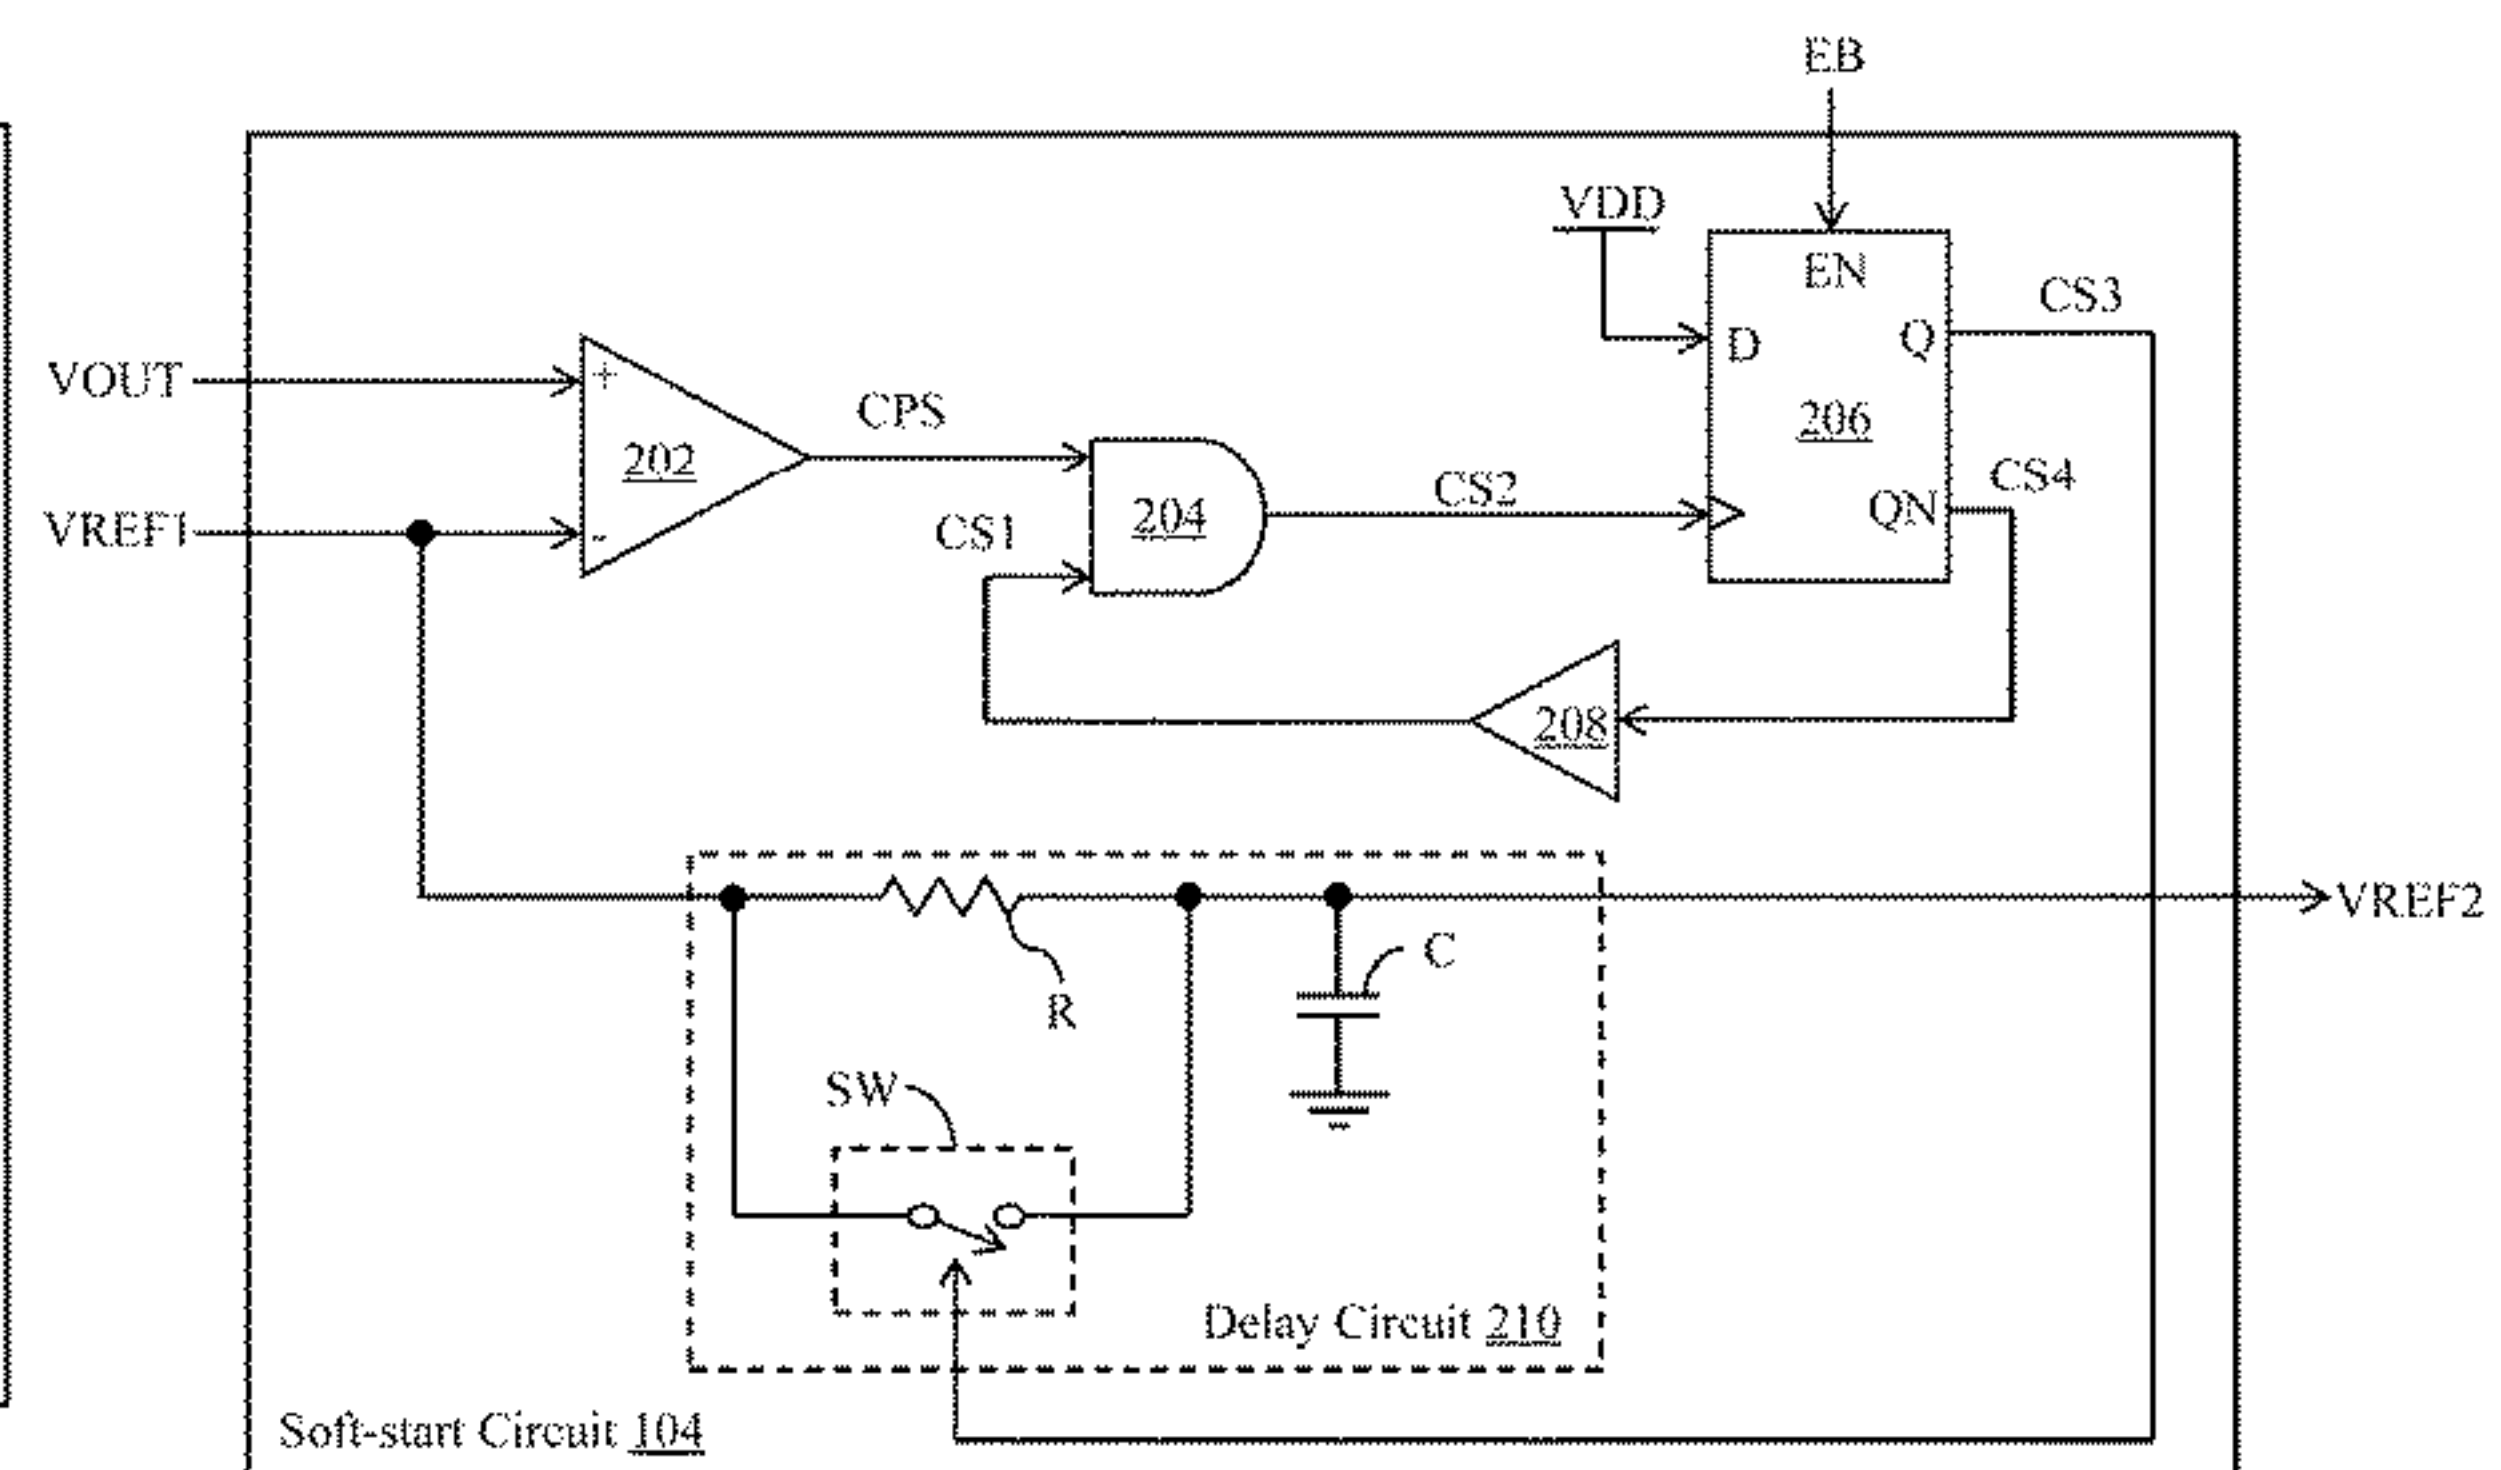 EB
VDD
EN
CS3
D
Q
VOUT
+
CPS
206
202
CS4
CS2
QN
204
VREF1
-
CS1
208
VREF2
C
R
SW
Delay Circuit 210
Soft-start Circuit 104